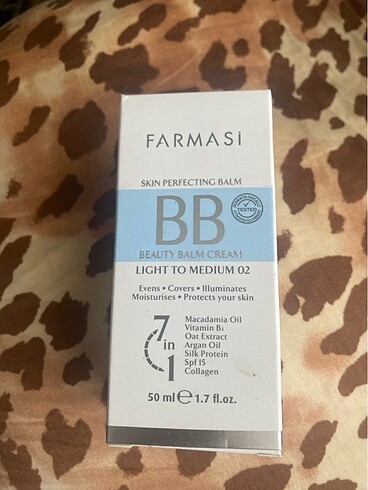 FARMASİ
SKIN PERFECTING BALM
BB
TESTED
BEAUTY BALM CREAM
LIGHT TO MEDIUM 02
Evens • Covers • Illuminates
Moisturises • Protects your skin
7 in 1
Macadamia Oil
Vitamin B₁
Oat Extract
Argan Oil
Silk Protein
Spf 15
Collagen
50 ml ℮ 1.7 fl.oz.